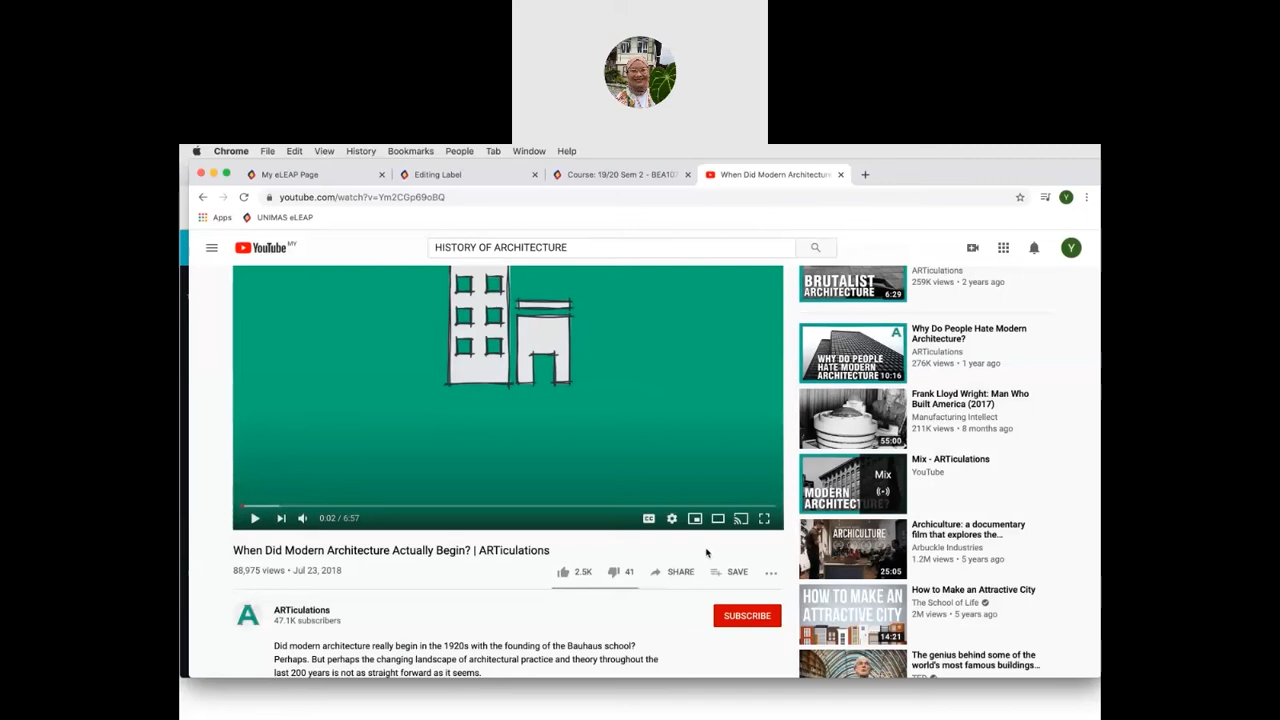 Chrome File Edit View History Bookmarks People Tab Window Help
My eLEAP Page
Editing Label
Course: 19/20 Sem 2 - BEA107
When Did Modern Architecture
youtube.com/watch?v=Ym2CGp69oBQ
Apps
UNIMAS eLEAP
YouTube MY
HISTORY OF ARCHITECTURE
Y
0:02 / 6:57
When Did Modern Architecture Actually Begin? | ARTiculations
88,975 views • Jul 23, 2018
2.5K
41
SHARE
SAVE
A
ARTiculations
47.1K subscribers
SUBSCRIBE
Did modern architecture really begin in the 1920s with the founding of the Bauhaus school?
Perhaps. But perhaps the changing landscape of architectural practice and theory throughout the
last 200 years is not as straight forward as it seems.
BRUTALIST
ARCHITECTURE
6:29
ARTiculations
259K views • 2 years ago
WHY DO PEOPLE
HATE MODERN
ARCHITECTURE
10:16
Why Do People Hate Modern
Architecture?
ARTiculations
276K views • 1 year ago
55:00
Frank Lloyd Wright: Man Who
Built America (2017)
Manufacturing Intellect
211K views • 8 months ago
MODERN
ARCHITECTURE?
Mix
Mix - ARTiculations
YouTube
ARCHICULTURE
25:05
Archiculture: a documentary
film that explores the...
Arbuckle Industries
1.2M views • 5 years ago
HOW TO MAKE AN
ATTRACTIVE CITY
14:21
How to Make an Attractive City
The School of Life
2M views • 5 years ago
The genius behind some of the
world's most famous buildings...